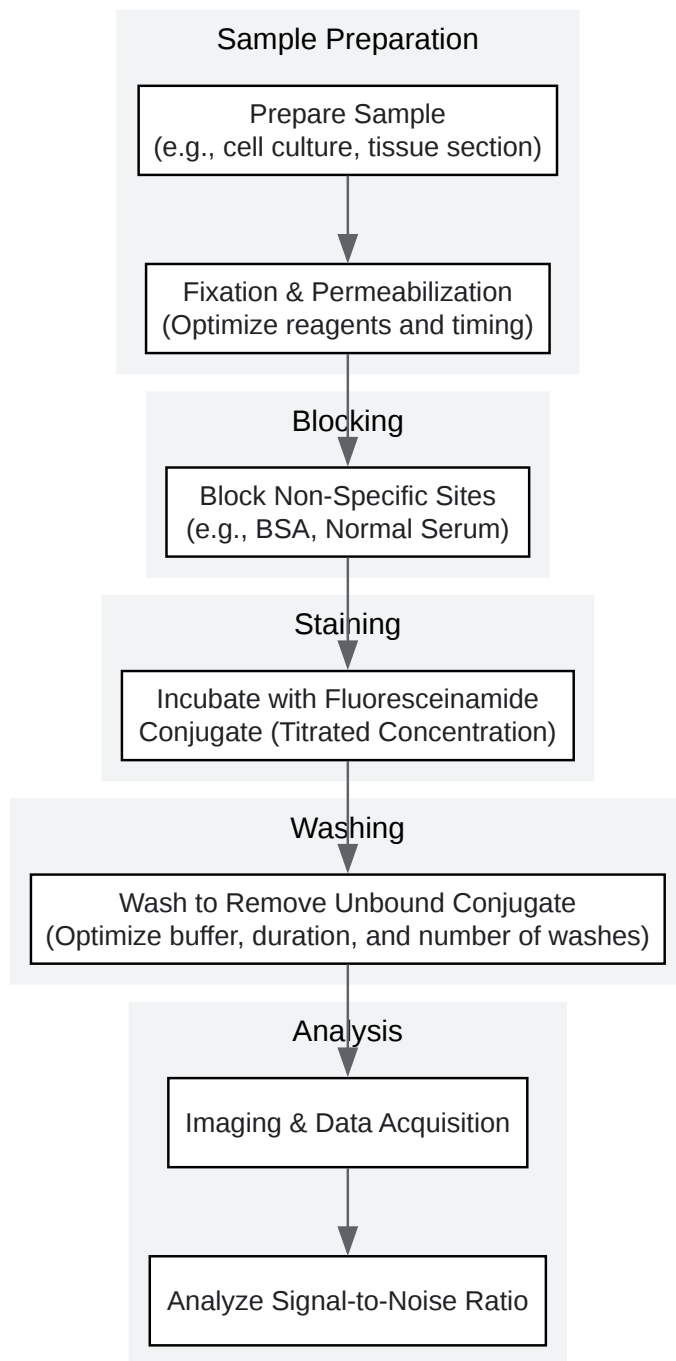 Sample Preparation
Prepare Sample
(e.g., cell culture, tissue section)
Fixation & Permeabilization
(Optimize reagents and timing)
Blocking
Block Non-Specific Sites
(e.g., BSA, Normal Serum)
Staining
Incubate with Fluoresceinamide
Conjugate (Titrated Concentration)
Washing
Wash to Remove Unbound Conjugate
(Optimize buffer, duration, and number of washes)
Analysis
Imaging & Data Acquisition
Analyze Signal-to-Noise Ratio